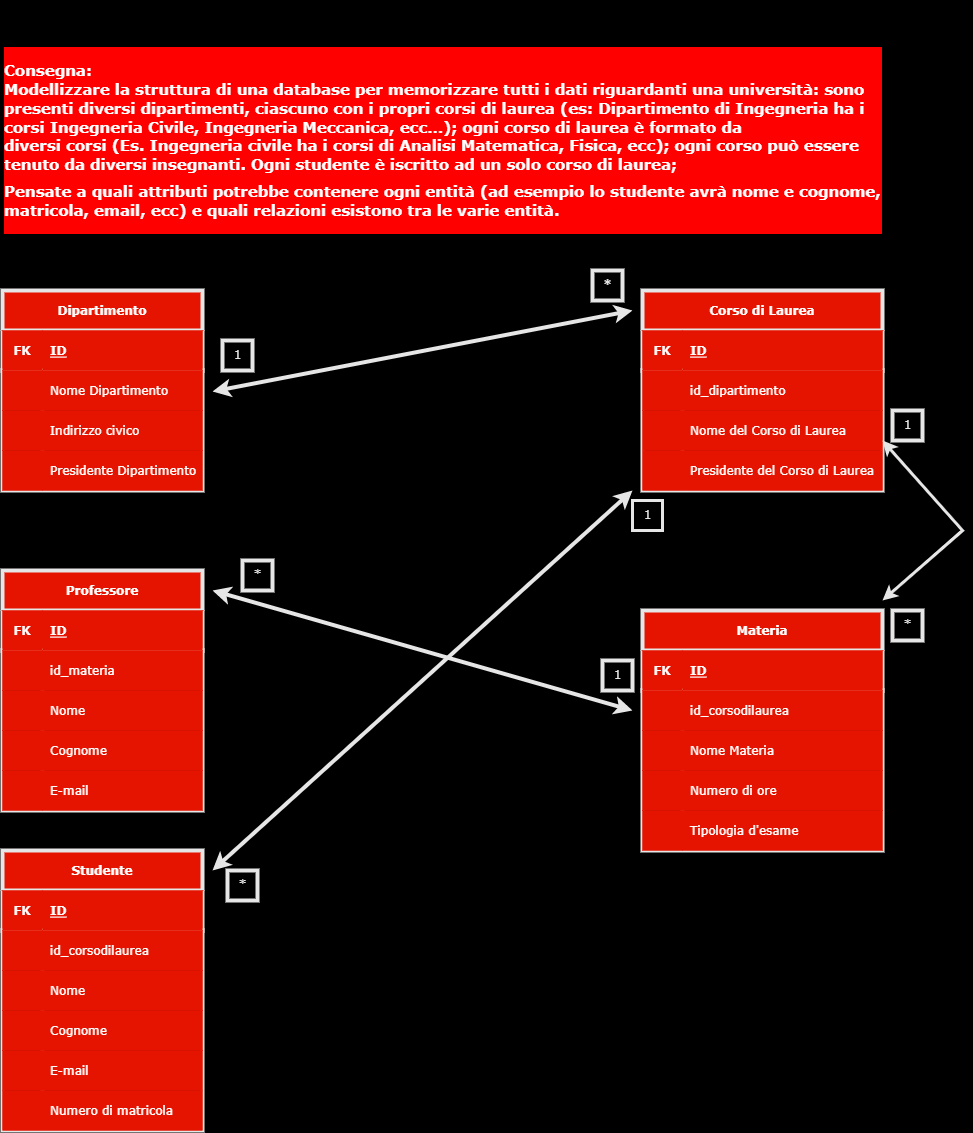 Consegna:
Modellizzare la struttura di una database per memorizzare tutti i dati riguardanti una università: sono
presenti diversi dipartimenti, ciascuno con i propri corsi di laurea (es: Dipartimento di Ingegneria ha i
corsi Ingegneria Civile, Ingegneria Meccanica, ecc...); ogni corso di laurea è formato da
diversi corsi (Es. Ingegneria civile ha i corsi di Analisi Matematica, Fisica, ecc); ogni corso può essere
tenuto da diversi insegnanti. Ogni studente è iscritto ad un solo corso di laurea;
Pensate a quali attributi potrebbe contenere ogni entità (ad esempio lo studente avrà nome e cognome,
matricola, email, ecc) e quali relazioni esistono tra le varie entità.
Dipartimento
FK ID
Nome Dipartimento
Indirizzo civico
Presidente Dipartimento
1
*
Corso di Laurea
FK ID
id_dipartimento
Nome del Corso di Laurea
Presidente del Corso di Laurea
1
1
Professore
FK ID
id_materia
Nome
Cognome
E-mail
*
1
*
Materia
FK ID
id_corsodilaurea
Nome Materia
Numero di ore
Tipologia d'esame
Studente
FK ID
id_corsodilaurea
Nome
Cognome
E-mail
Numero di matricola
*